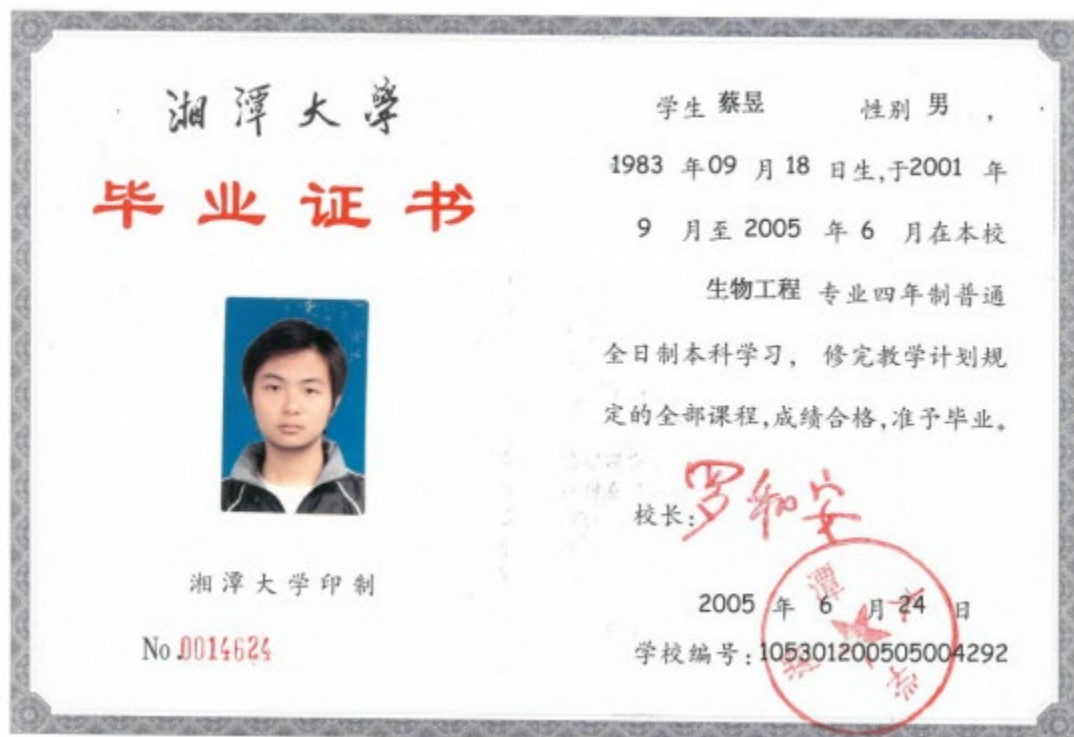 湘潭大學
毕业证书
湘潭大学印制
No.0014624
学生 蔡昱 性别 男 ,
1983 年 09 月 18 日生,于2001 年
9 月至 2005 年 6 月在本校
生物工程 专业四年制普通
全日制本科学习, 修完教学计划规
定的全部课程,成绩合格,准予毕业。
校长:罗和安
2005 年 6 月 24 日
学校编号:105301200505004292
湘潭大学